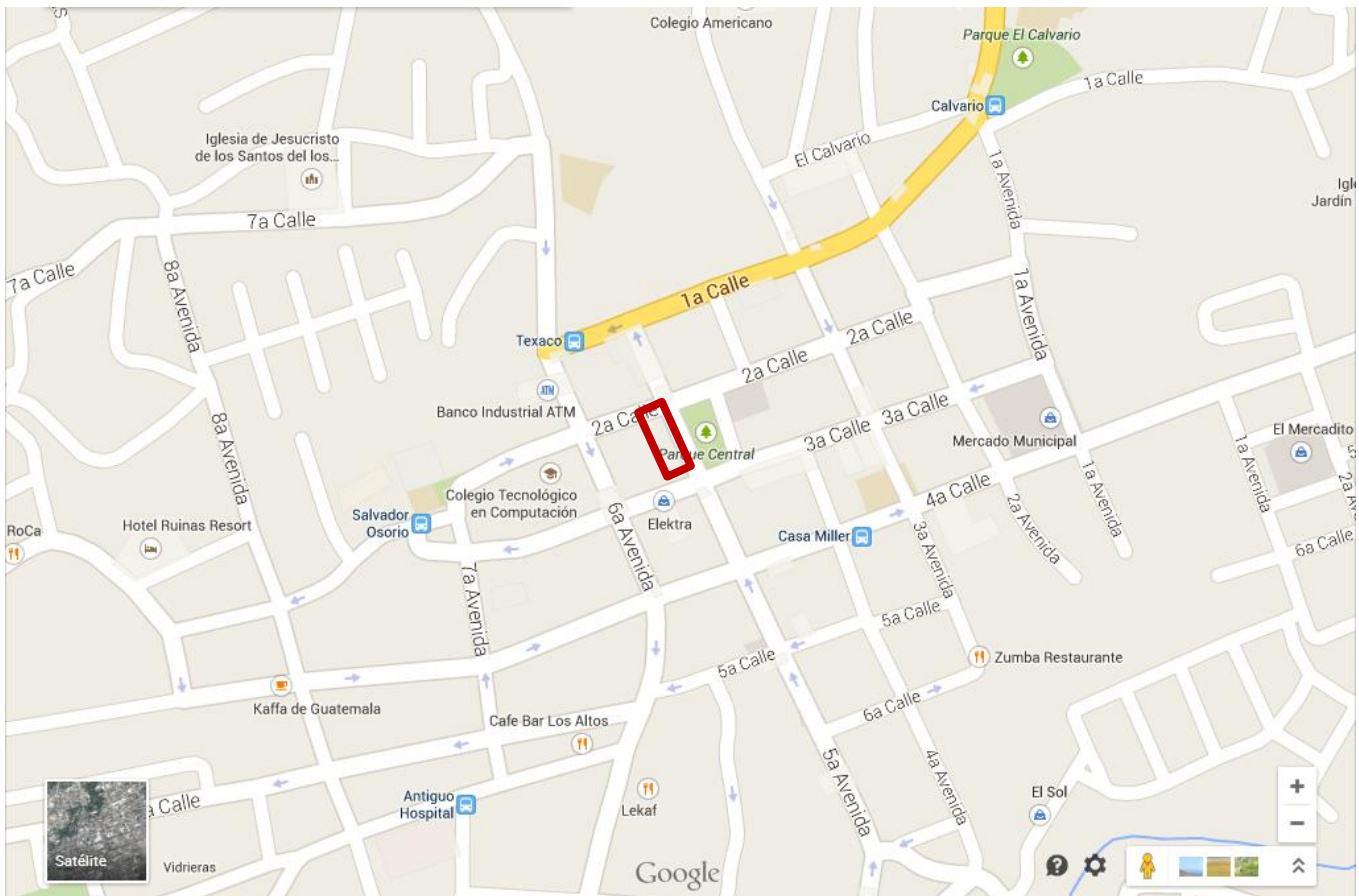 Colegio Americano
Parque El Calvario
1a Calle
Calvario
El Calvario
Iglesia de Jesucristo
de los Santos del los...
1a Avenida
Igle
Jardín
7a Calle
7a Calle
8a Avenida
1a Avenida
1a Calle
2a Calle
Texaco
2a Calle
ATM
Banco Industrial ATM
2a Calle
3a Calle
3a Calle
8a Avenida
Parque Central
Mercado Municipal
El Mercadito
1a Avenida
1a Avenida
2a Av
Colegio Tecnológico
en Computación
4a Calle
Salvador
Osorio
6a Avenida
Elektra
2a Avenida
RoCa
Hotel Ruinas Resort
Casa Miller
3a Avenida
6a Calle
7a Avenida
5a Calle
5a Calle
Zumba Restaurante
Kaffa de Guatemala
6a Calle
Cafe Bar Los Altos
5a Avenida
4a Avenida
a Calle
Antiguo
Hospital
Lekaf
El Sol
Satélite
Vidrieras
Google